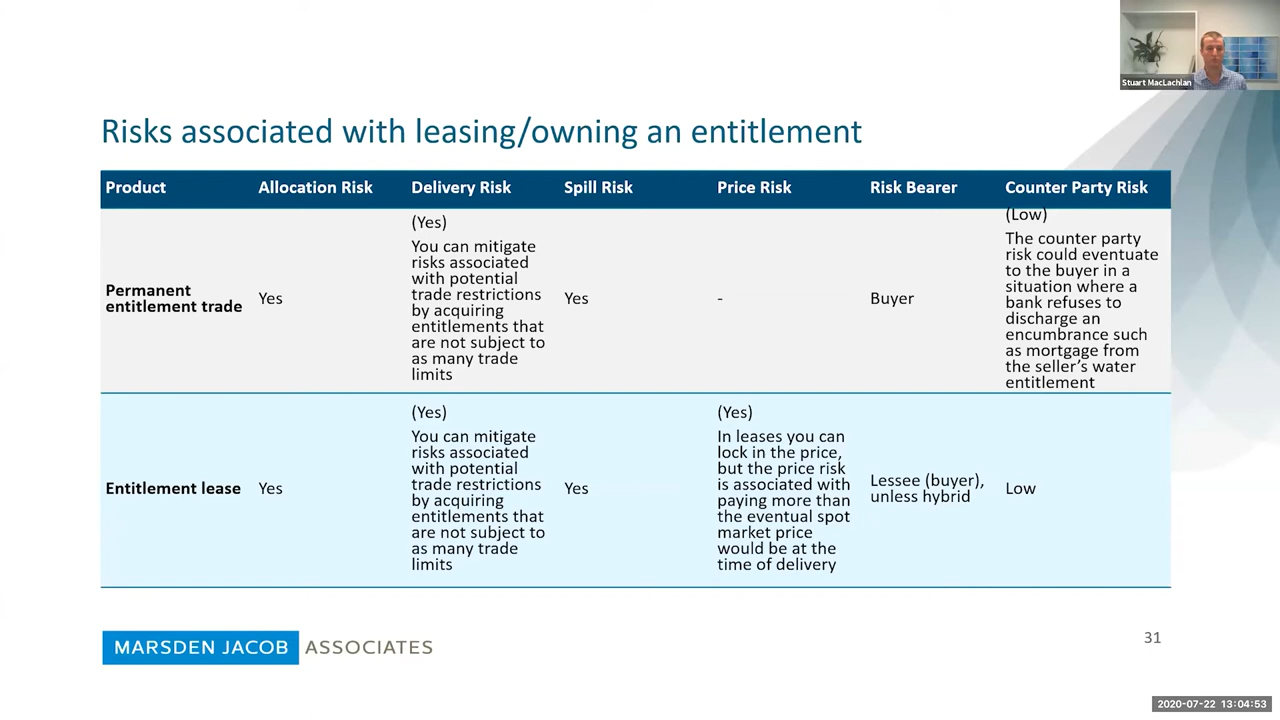 Stuart MacLachlan
Risks associated with leasing/owning an entitlement
Product
Allocation Risk
Delivery Risk
Spill Risk
Price Risk
Risk Bearer
Counter Party Risk
Permanent
entitlement trade
Yes
(Yes)
You can mitigate
risks associated
with potential
trade restrictions
by acquiring
entitlements that
are not subject to
as many trade
limits
Yes
-
Buyer
(Low)
The counter party
risk could eventuate
to the buyer in a
situation where a
bank refuses to
discharge an
encumbrance such
as mortgage from
the seller's water
entitlement
Entitlement lease
Yes
(Yes)
You can mitigate
risks associated
with potential
trade restrictions
by acquiring
entitlements that
are not subject to
as many trade
limits
Yes
(Yes)
In leases you can
lock in the price,
but the price risk
is associated with
paying more than
the eventual spot
market price
would be at the
time of delivery
Lessee (buyer),
unless hybrid
Low
MARSDEN JACOB ASSOCIATES
31
2020-07-22 13:04:53